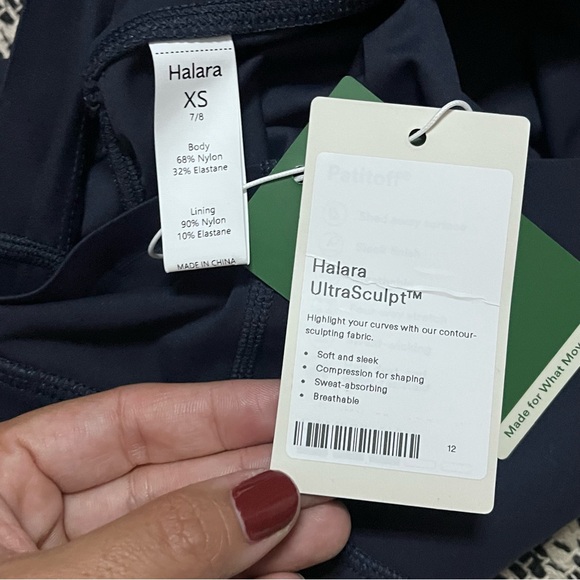 Halara
XS
7/8
Body
68% Nylon
32% Elastane
Lining
90% Nylon
10% Elastane
MADE IN CHINA
Patitoff®
Halara
UltraSculpt™
Highlight your curves with our contour-
sculpting fabric.
• Soft and sleek
• Compression for shaping
• Sweat-absorbing
• Breathable
12
Made for What Mov